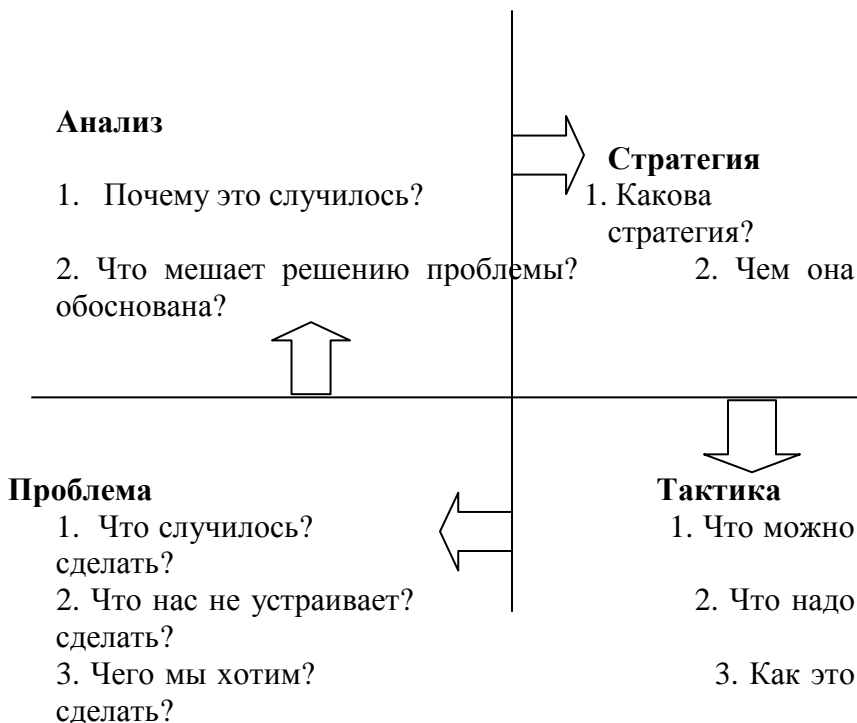 Анализ
Стратегия
1. Почему это случилось? 1. Какова
стратегия?
2. Что мешает решению проблемы? 2. Чем она
обоснована?
Проблема Тактика
1. Что случилось? 1. Что можно
сделать?
2. Что нас не устраивает? 2. Что надо
сделать?
3. Чего мы хотим? 3. Как это
сделать?